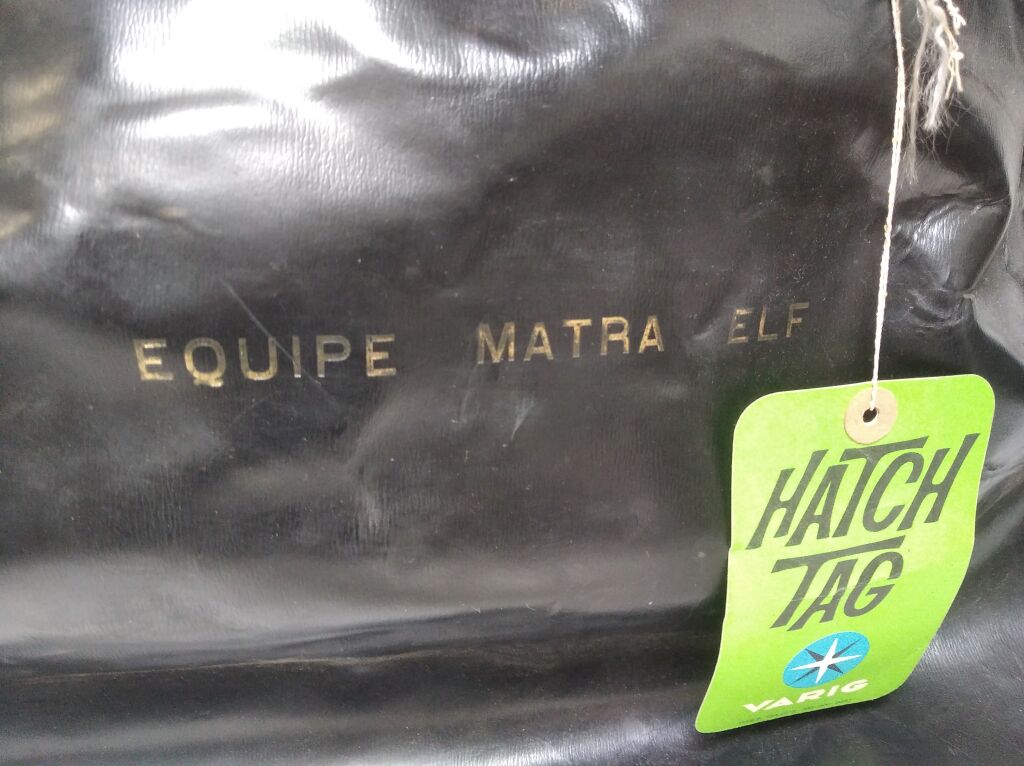 EQUIPE MATRA ELF
HATCH
TAG
VARIG